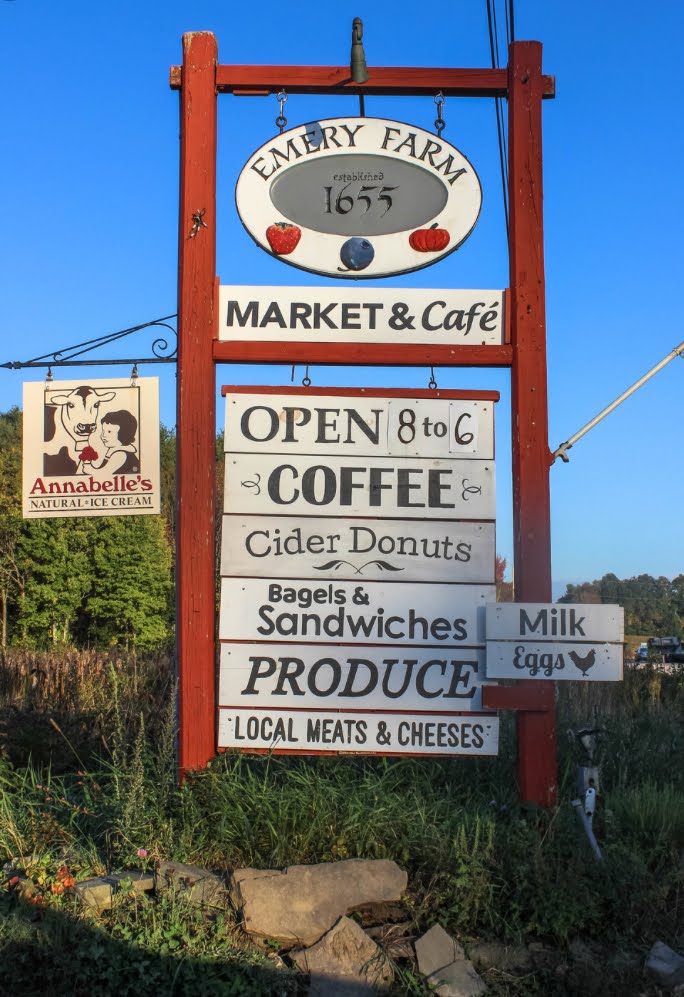 EMERY FARM
established
1655
MARKET & Café
OPEN 8 to 6
COFFEE
Cider Donuts
Bagels &
Sandwiches
PRODUCE
LOCAL MEATS & CHEESES
Milk
Eggs
Annabelle's
NATURAL ICE CREAM